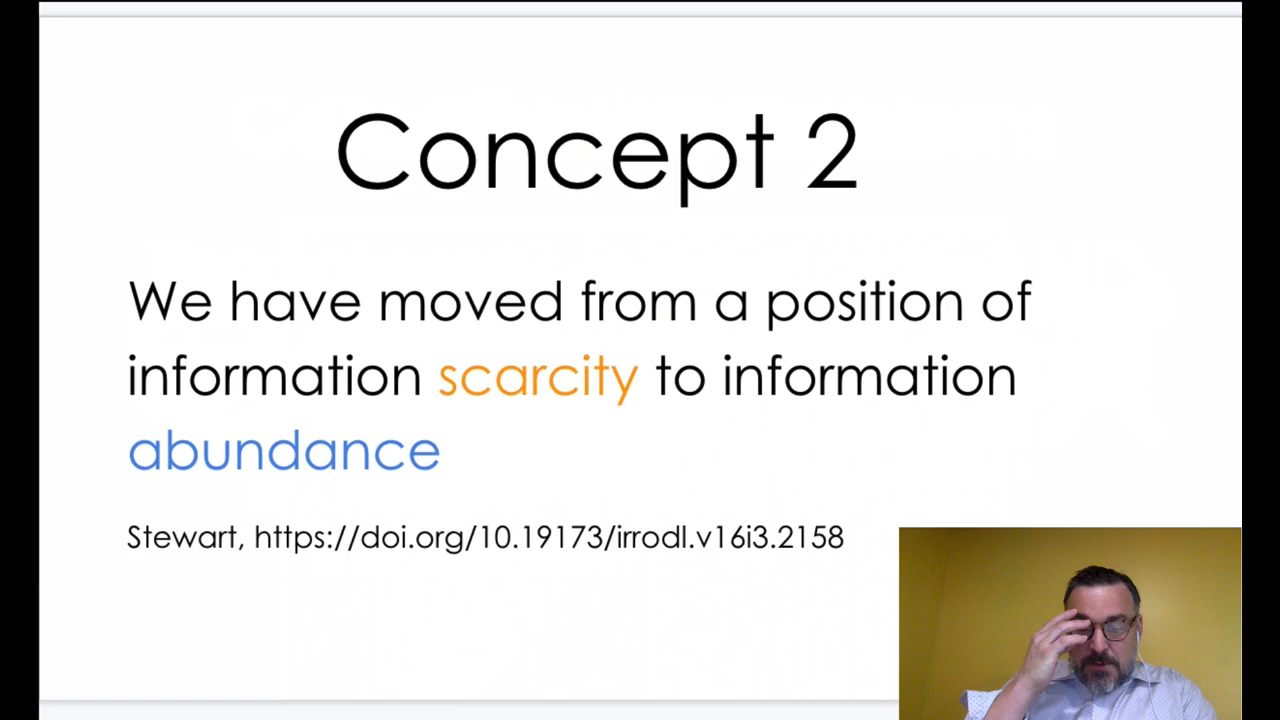 Concept 2
We have moved from a position of
information scarcity to information
abundance
Stewart, https://doi.org/10.19173/irrodl.v16i3.2158